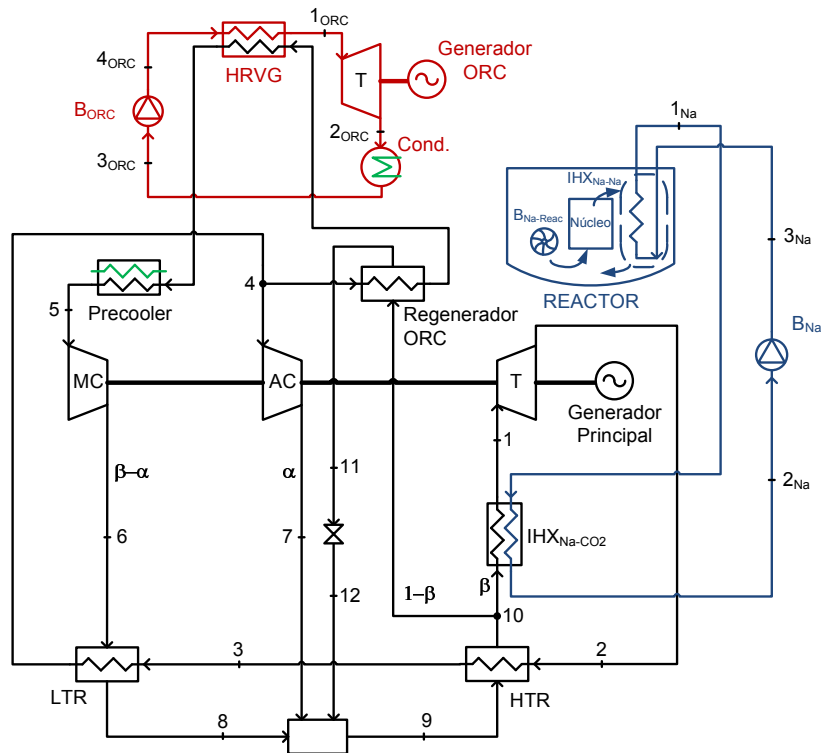 1ORC
4ORC
HRVG
T
Generador
ORC
BORC
2ORC
3ORC
Cond.
1Na
IHXNa-Na
BNa-Reac
Núcleo
3Na
REACTOR
4
5
Precooler
Regenerador
ORC
BNa
MC
AC
T
Generador
Principal
1
β–α
α
11
2Na
6
7
IHXNa-CO2
12
1–β
β
10
3
2
LTR
HTR
8
9